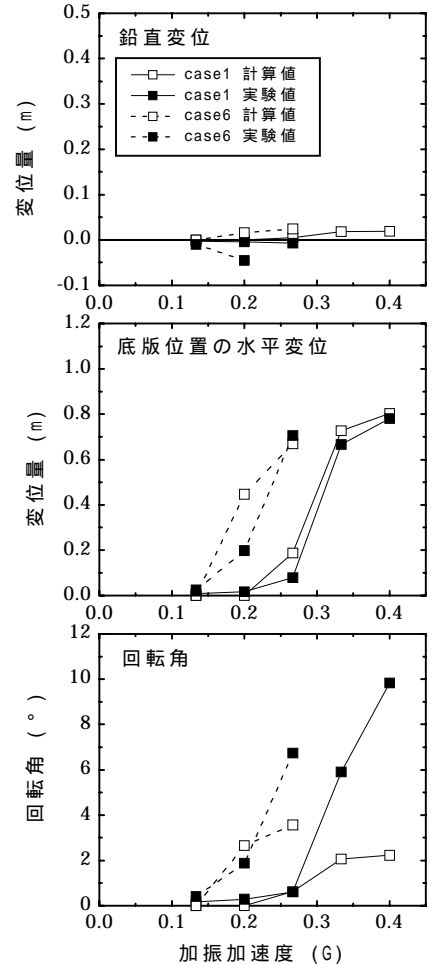 鉛直変位
case1 計算値
case1 実験値
case6 計算値
case6 実験値
変位量 (m)
0.5
0.4
0.3
0.2
0.1
0.0
-0.1
0.0 0.1 0.2 0.3 0.4
底版位置の水平変位
変位量 (m)
1.2
1.0
0.8
0.6
0.4
0.2
0.0
0.0 0.1 0.2 0.3 0.4
回転角
回転角 (°)
12
10
8
6
4
2
0
0.0 0.1 0.2 0.3 0.4
加振加速度 (G)